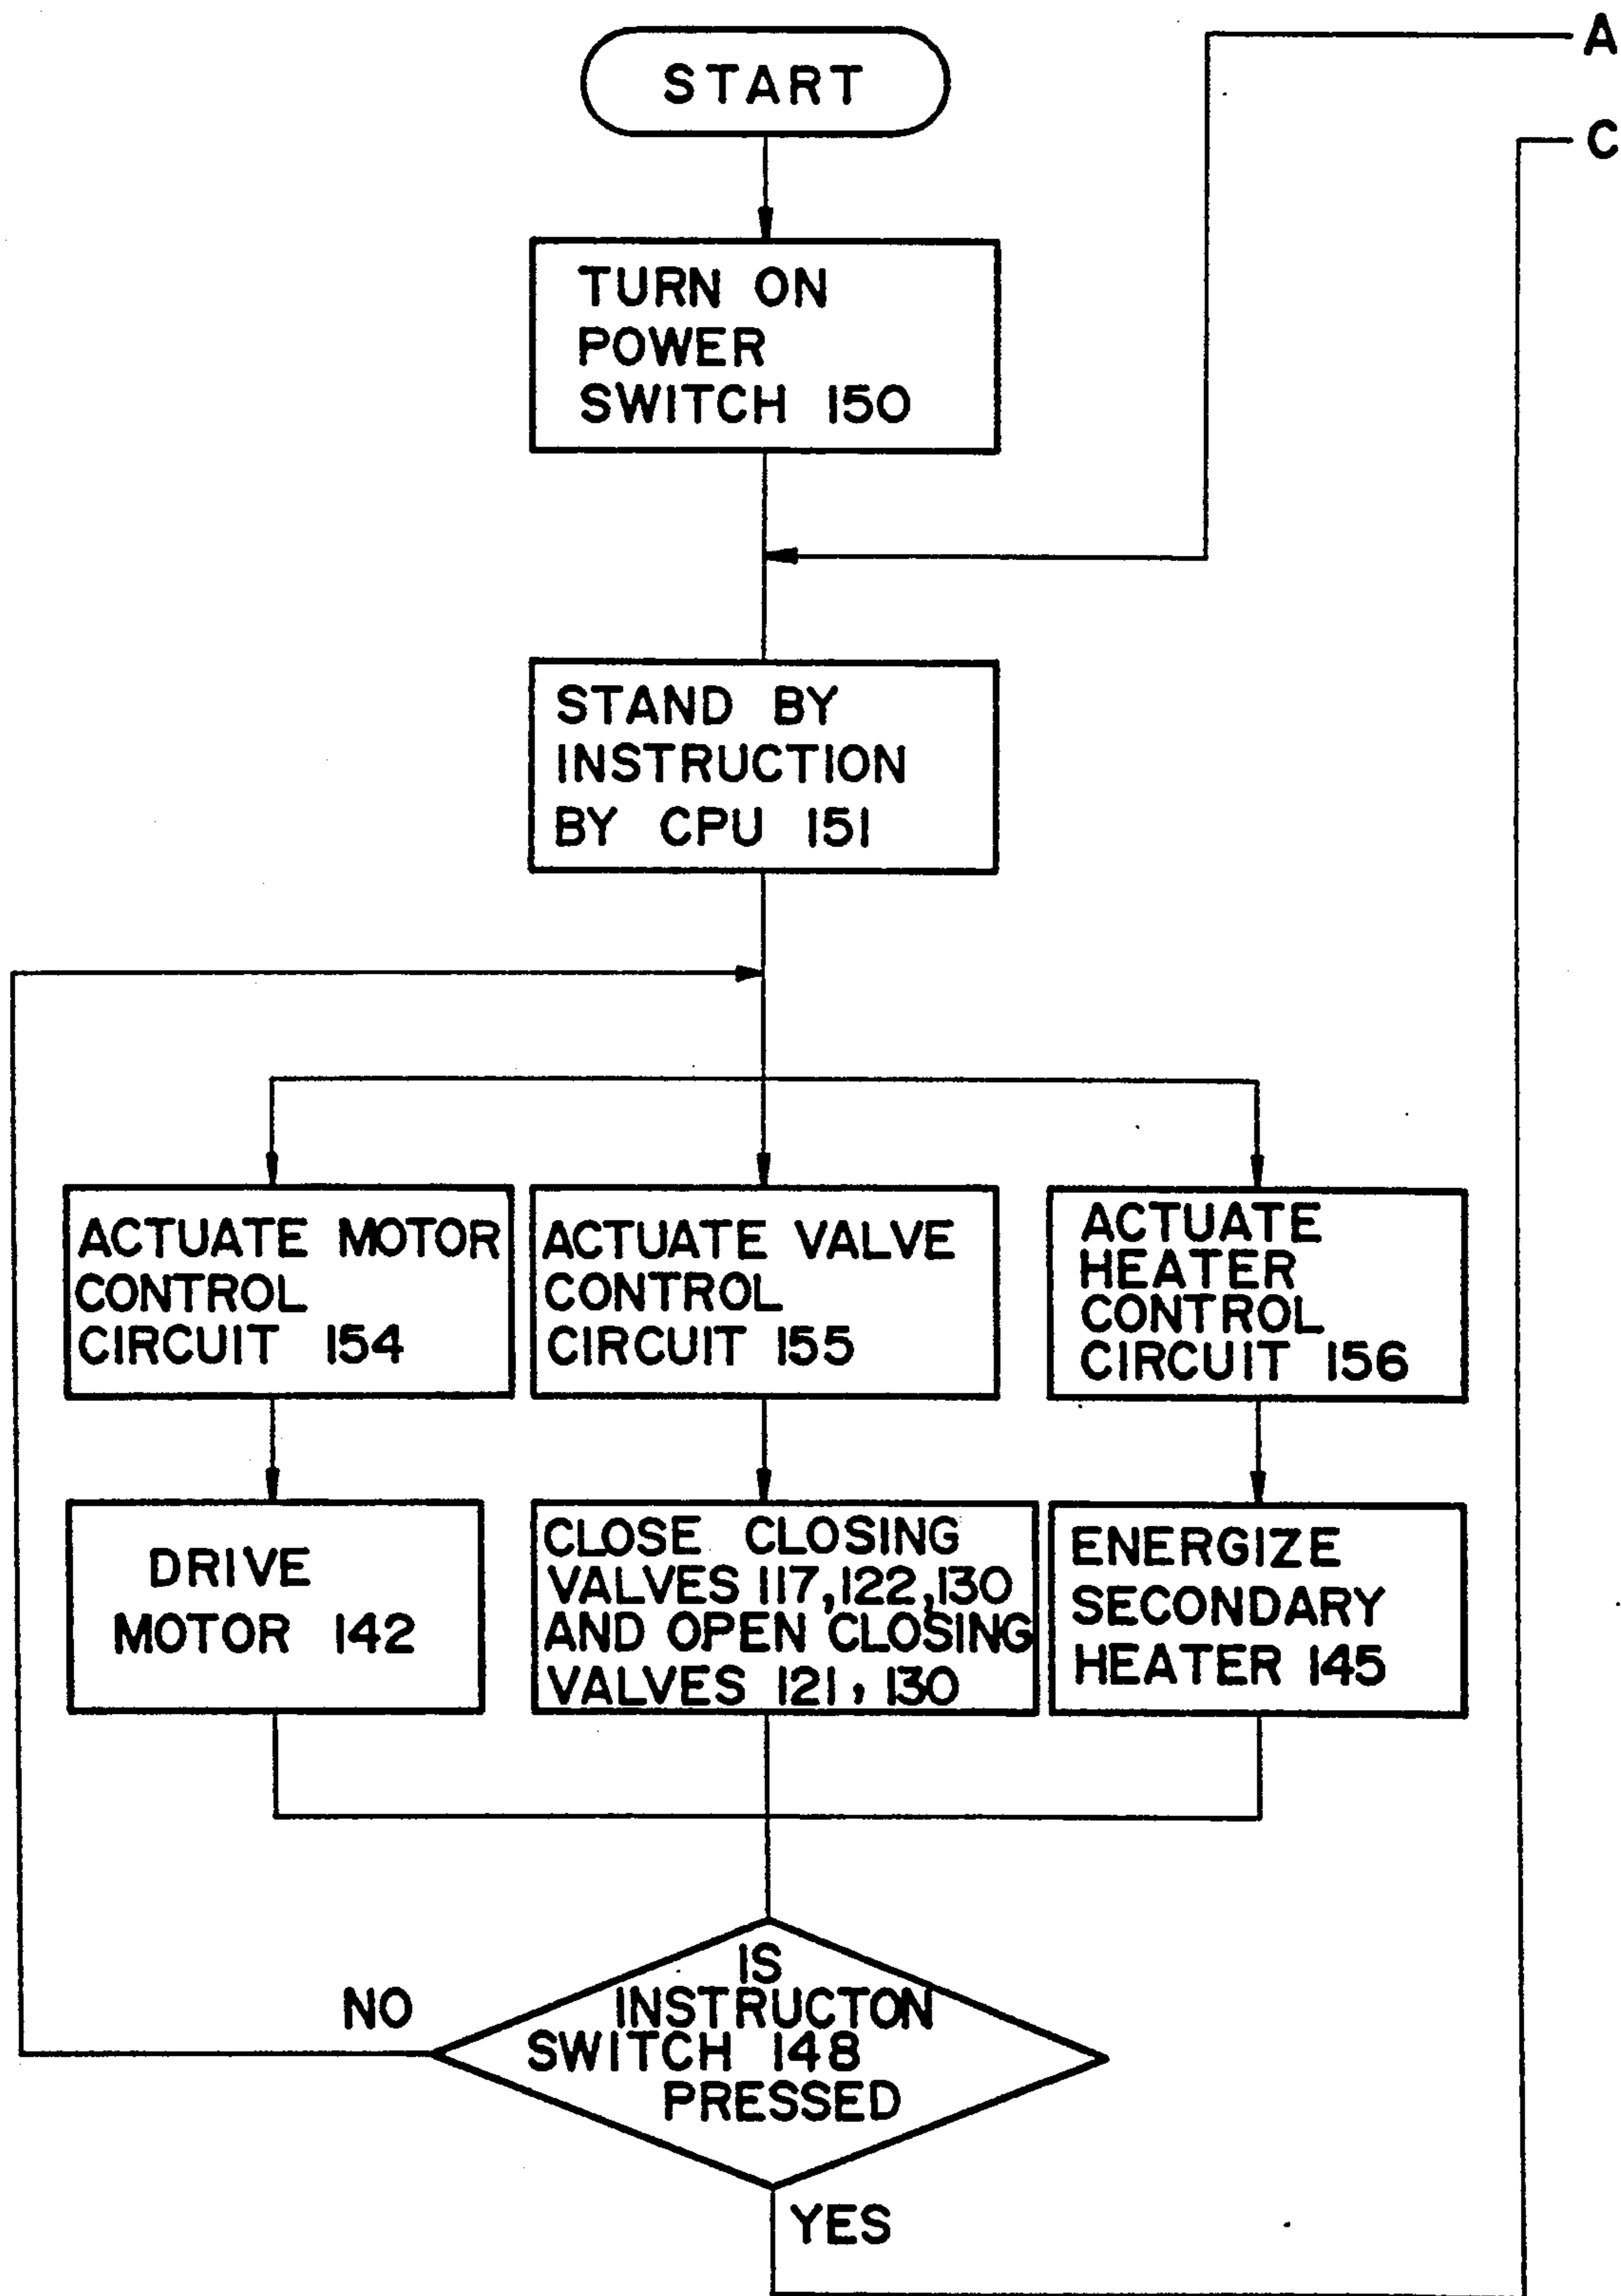 START
A
C
TURN ON
POWER
SWITCH 150
STAND BY
INSTRUCTION
BY CPU 151
ACTUATE MOTOR
CONTROL
CIRCUIT 154
ACTUATE VALVE
CONTROL
CIRCUIT 155
ACTUATE
HEATER
CONTROL
CIRCUIT 156
DRIVE
MOTOR 142
CLOSE CLOSING
VALVES 117,122,130
AND OPEN CLOSING
VALVES 121, 130
ENERGIZE
SECONDARY
HEATER 145
IS
INSTRUCTON
SWITCH 148
PRESSED
NO
YES